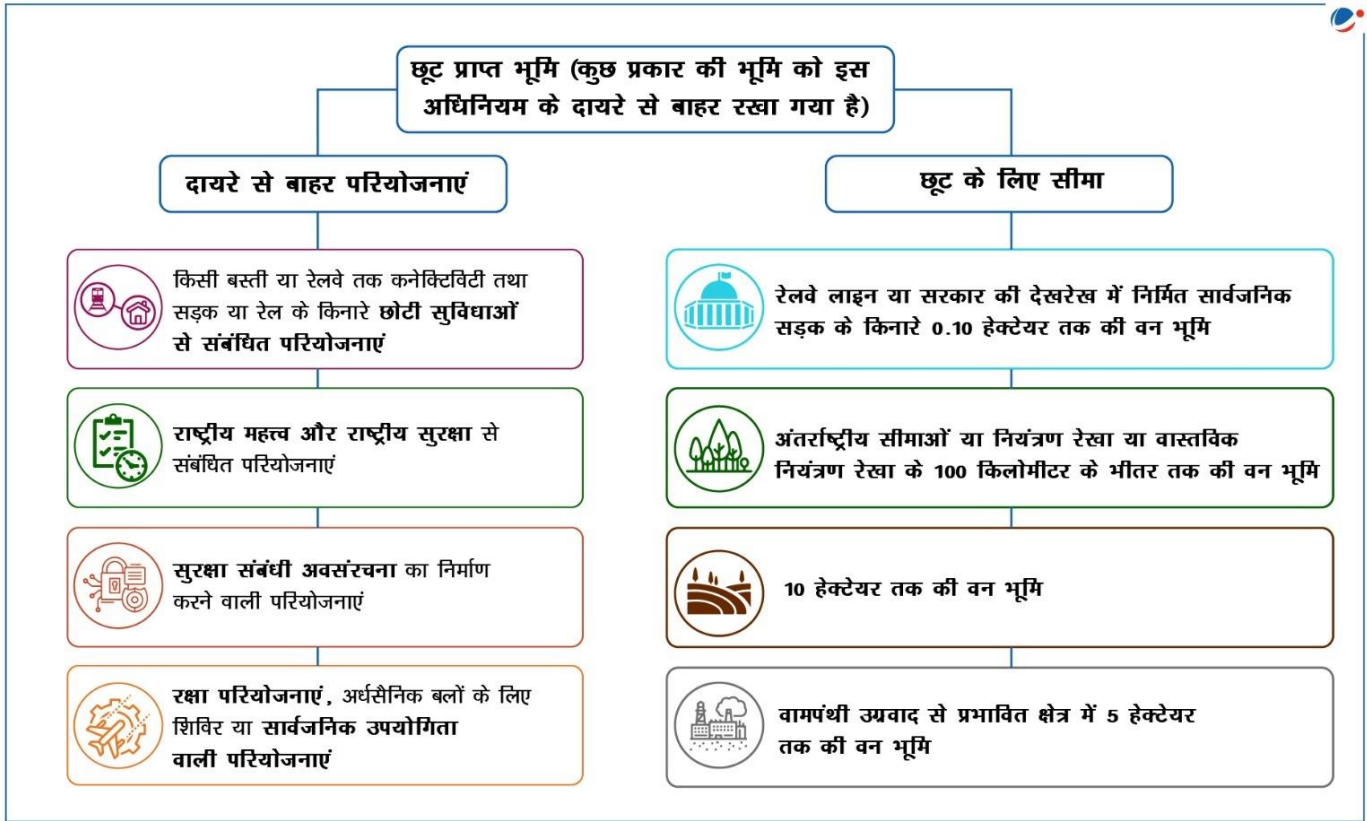 छूट प्राप्त भूमि (कुछ प्रकार की भूमि को इस
अधिनियम के दायरे से बाहर रखा गया है)
दायरे से बाहर परियोजनाएं
किसी बस्ती या रेलवे तक कनेक्टिविटी तथा
सड़क या रेल के किनारे छोटी सुविधाओं
से संबंधित परियोजनाएं
राष्ट्रीय महत्त्व और राष्ट्रीय सुरक्षा से
संबंधित परियोजनाएं
सुरक्षा संबंधी अवसंरचना का निर्माण
करने वाली परियोजनाएं
रक्षा परियोजनाएं, अर्धसैनिक बलों के लिए
शिविर या सार्वजनिक उपयोगिता
वाली परियोजनाएं
छूट के लिए सीमा
रेलवे लाइन या सरकार की देखरेख में निर्मित सार्वजनिक
सड़क के किनारे 0.10 हेक्टेयर तक की वन भूमि
अंतर्राष्ट्रीय सीमाओं या नियंत्रण रेखा या वास्तविक
नियंत्रण रेखा के 100 किलोमीटर के भीतर तक की वन भूमि
10 हेक्टेयर तक की वन भूमि
वामपंथी उग्रवाद से प्रभावित क्षेत्र में 5 हेक्टेयर
तक की वन भूमि